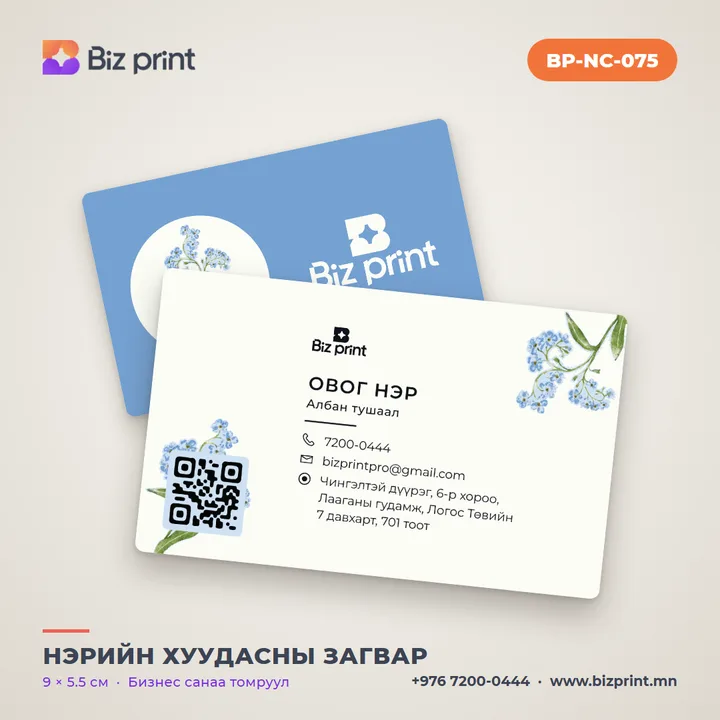 Biz print
BP-NC-075
Biz print
Biz print
ОВОГ НЭР
Албан тушаал
7200-0444
bizprintpro@gmail.com
Чингэлтэй дүүрэг, 6-р хороо,
Лааганы гудамж, Логос Төвийн
7 давхарт, 701 тоот
НЭРИЙН ХУУДАСНЫ ЗАГВАР
9 × 5.5 см · Бизнес санаа томруул
+976 7200-0444 · www.bizprint.mn